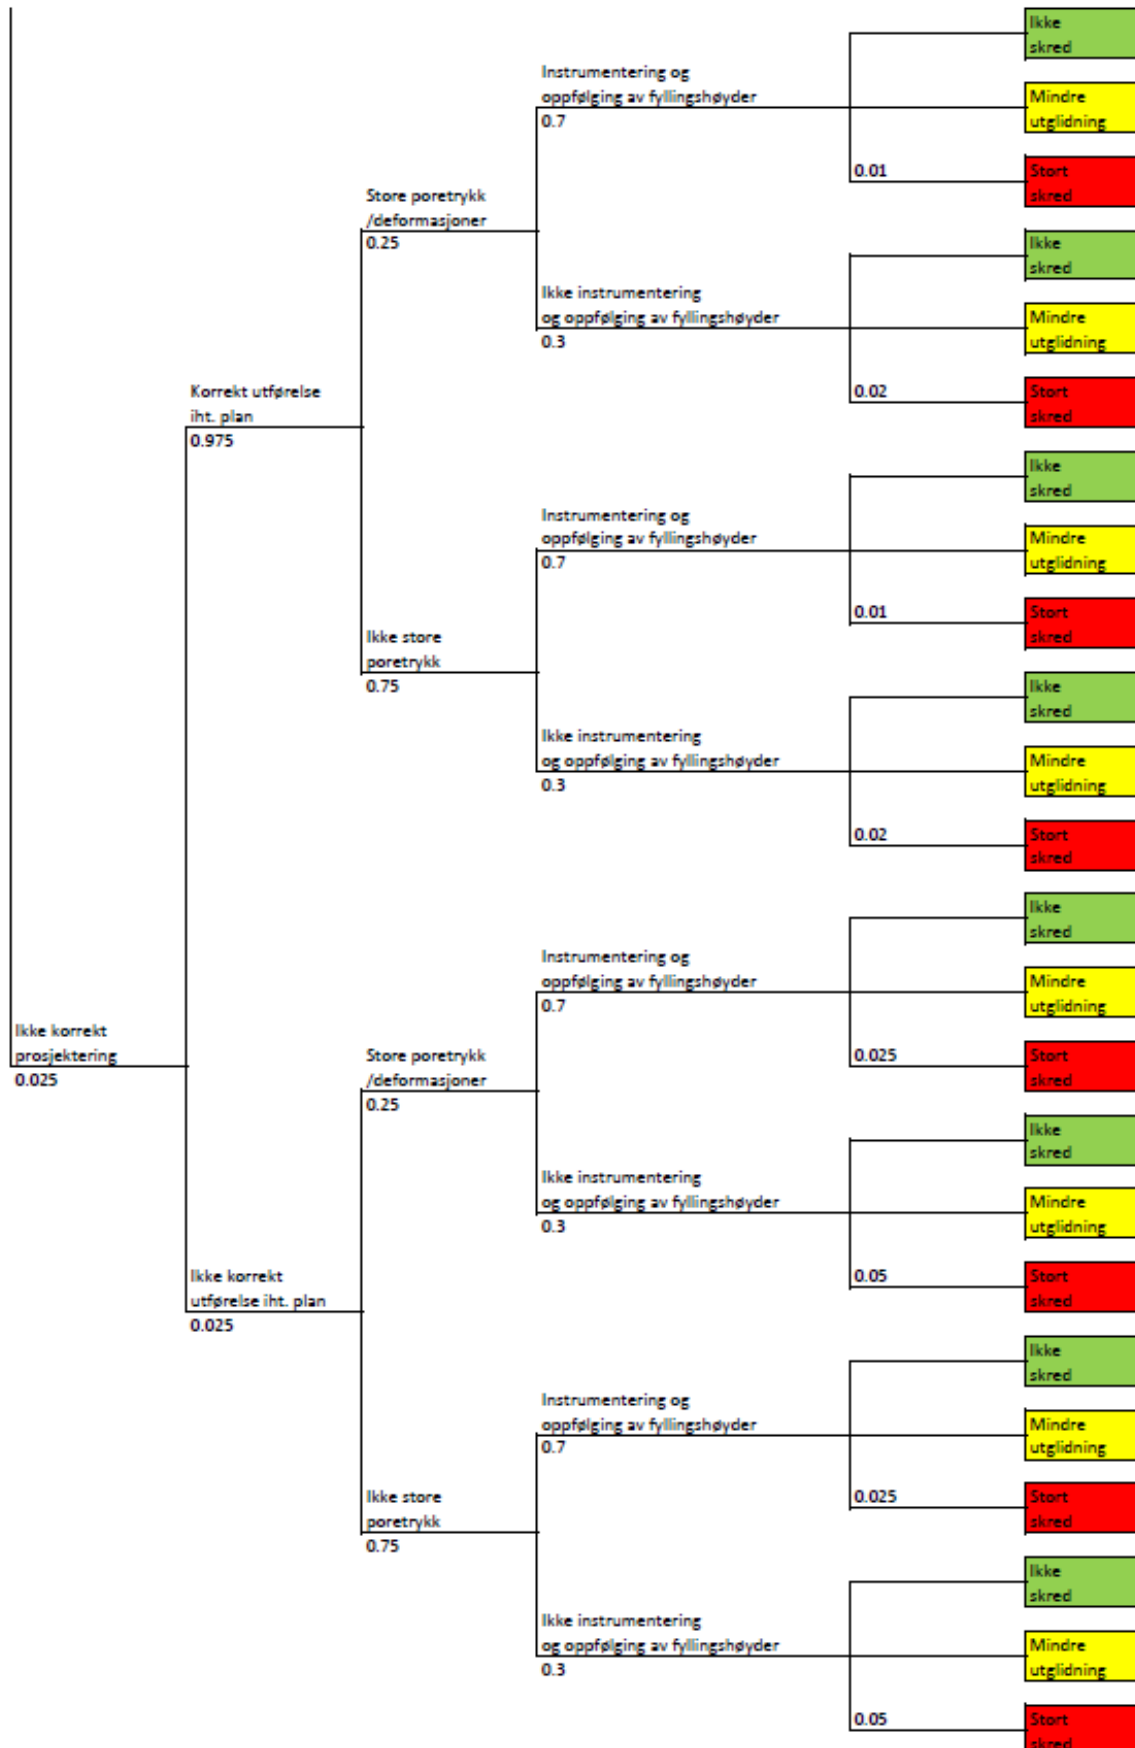 Ikke
skred
Instrumentering og
oppfølging av fyllingshøyder
0.7
Mindre
utglidning
0.01
Stort
skred
Store poretrykk
/deformasjoner
0.25
Ikke
skred
Ikke instrumentering
og oppfølging av fyllingshøyder
0.3
Mindre
utglidning
0.02
Stort
skred
Korrekt utførelse
iht. plan
0.975
Ikke
skred
Instrumentering og
oppfølging av fyllingshøyder
0.7
Mindre
utglidning
0.01
Stort
skred
Ikke store
poretrykk
0.75
Ikke
skred
Ikke instrumentering
og oppfølging av fyllingshøyder
0.3
Mindre
utglidning
0.02
Stort
skred
Ikke
skred
Instrumentering og
oppfølging av fyllingshøyder
0.7
Mindre
utglidning
Ikke korrekt
prosjektering
0.025
0.025
Stort
skred
Store poretrykk
/deformasjoner
0.25
Ikke
skred
Ikke instrumentering
og oppfølging av fyllingshøyder
0.3
Mindre
utglidning
0.05
Stort
skred
Ikke korrekt
utførelse iht. plan
0.025
Ikke
skred
Instrumentering og
oppfølging av fyllingshøyder
0.7
Mindre
utglidning
0.025
Stort
skred
Ikke store
poretrykk
0.75
Ikke
skred
Ikke instrumentering
og oppfølging av fyllingshøyder
0.3
Mindre
utglidning
0.05
Stort
skred